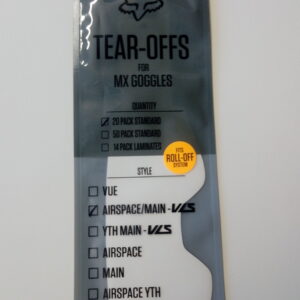 TEAR-OFFS
FOR
MX GOGGLES
QUANTITY
20 PACK STANDARD
50 PACK STANDARD
14 PACK LAMINATES
FITS
ROLL-OFF
SYSTEM
STYLE
VUE
AIRSPACE/MAIN - VLS
YTH MAIN - VLS
AIRSPACE
MAIN
AIRSPACE YTH